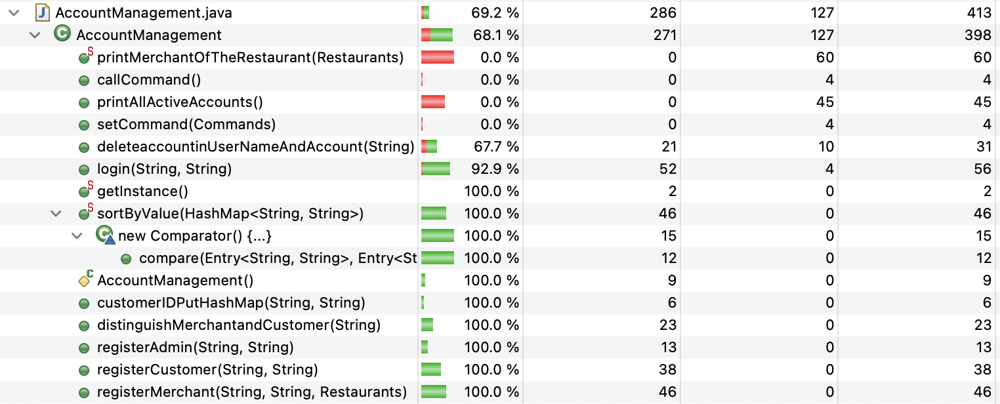 AccountManagement.java 69.2 % 286 127 413
AccountManagement 68.1 % 271 127 398
printMerchantOfTheRestaurant(Restaurants) 0.0 % 0 60 60
callCommand() 0.0 % 0 4 4
printAllActiveAccounts() 0.0 % 0 45 45
setCommand(Commands) 0.0 % 0 4 4
deleteaccountinUserNameAndAccount(String) 67.7 % 21 10 31
login(String, String) 92.9 % 52 4 56
getInstance() 100.0 % 2 0 2
sortByValue(HashMap<String, String>) 100.0 % 46 0 46
new Comparator() {...} 100.0 % 15 0 15
compare(Entry<String, String>, Entry<St 100.0 % 12 0 12
AccountManagement() 100.0 % 9 0 9
customerIDPutHashMap(String, String) 100.0 % 6 0 6
distinguishMerchantandCustomer(String) 100.0 % 23 0 23
registerAdmin(String, String) 100.0 % 13 0 13
registerCustomer(String, String) 100.0 % 38 0 38
registerMerchant(String, String, Restaurants) 100.0 % 46 0 46